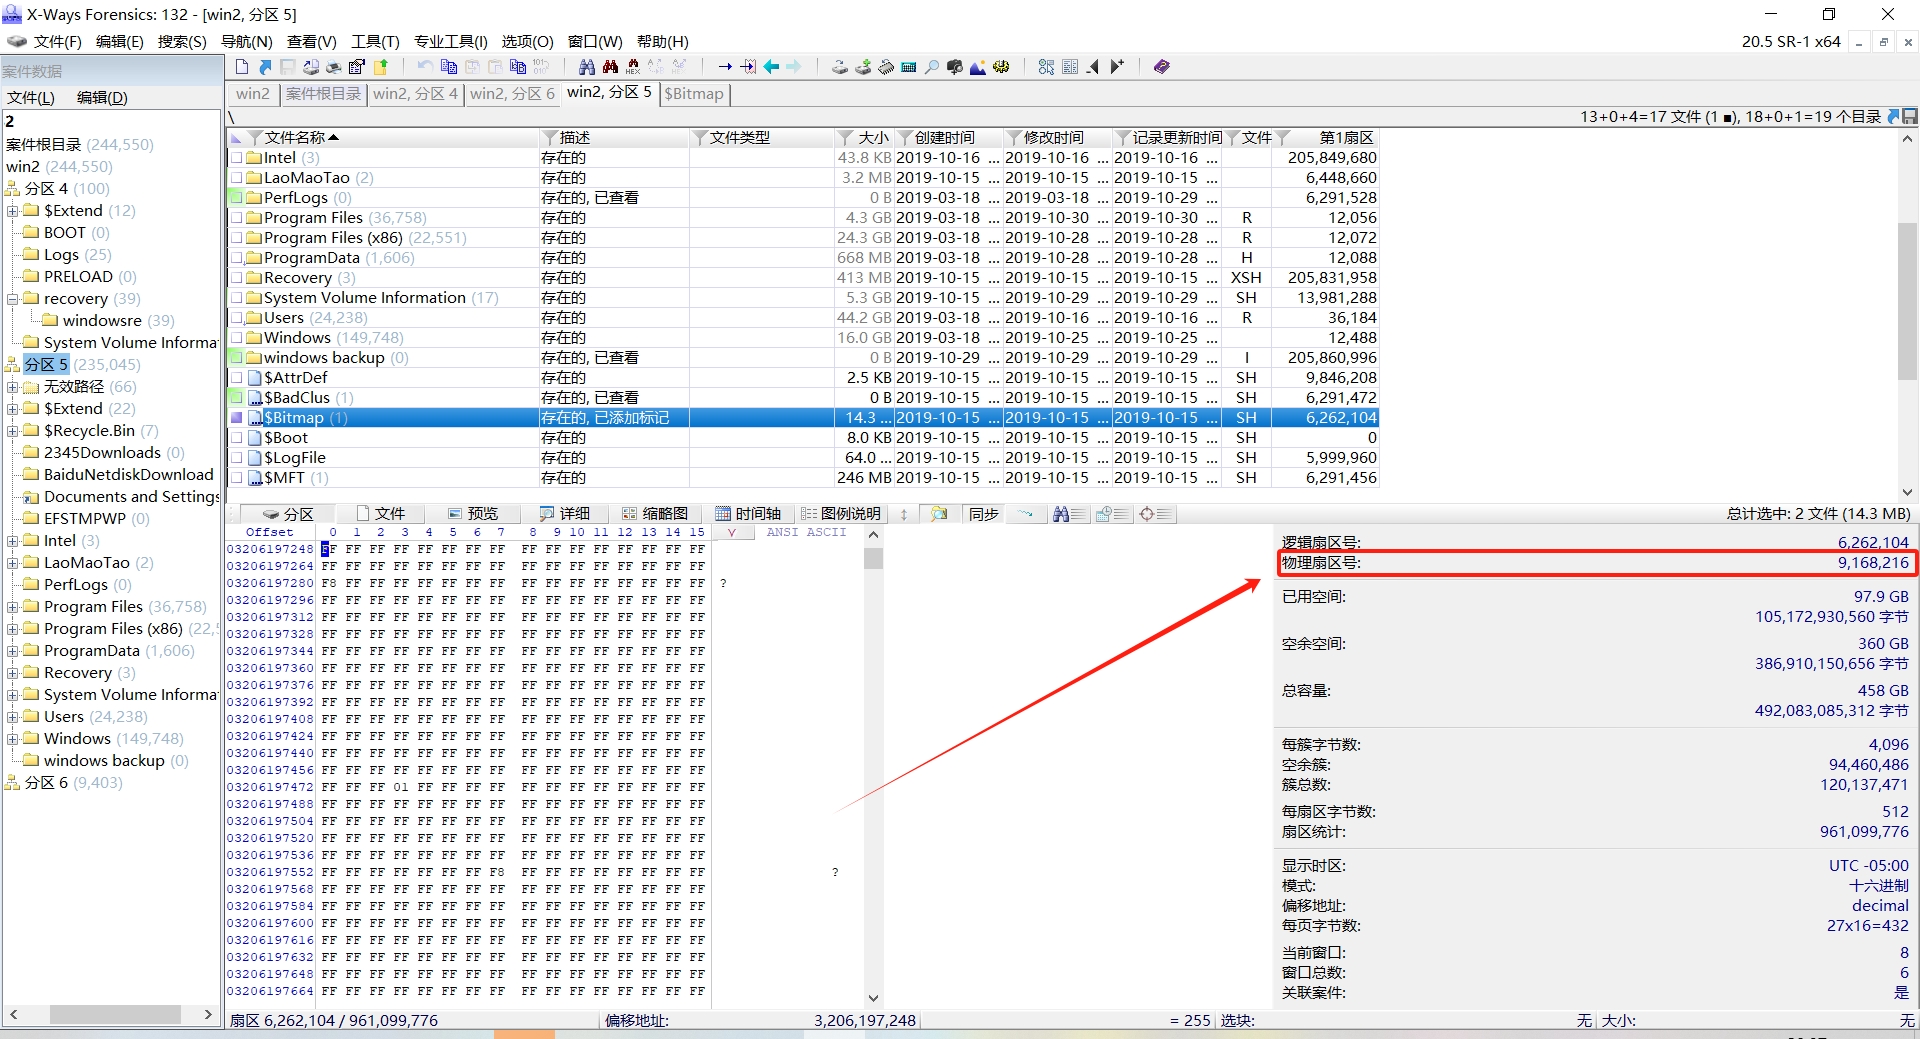 X-Ways Forensics: 132 - [win2, 分区 5]
文件(F) 编辑(E) 搜索(S) 导航(N) 查看(V) 工具(T) 专业工具(I) 选项(O) 窗口(W) 帮助(H) 20.5 SR-1 x64
案件数据
文件(L) 编辑(D)
2
案件根目录 (244,550)
win2 (244,550)
分区 4 (100)
$Extend (12)
BOOT (0)
Logs (25)
PRELOAD (0)
recovery (39)
windowsre (39)
System Volume Informa
分区 5 (235,045)
无效路径 (66)
$Extend (22)
$Recycle.Bin (7)
2345Downloads (0)
BaiduNetdiskDownload
Documents and Settings
EFSTMPWP (0)
Intel (3)
LaoMaoTao (2)
PerfLogs (0)
Program Files (36,758)
Program Files (x86) (22,5
ProgramData (1,606)
Recovery (3)
System Volume Informa
Users (24,238)
Windows (149,748)
windows backup (0)
分区 6 (9,403)
win2 案件根目录 win2, 分区 4 win2, 分区 6 win2, 分区 5 $Bitmap
\ 13+0+4=17 文件 (1 ■), 18+0+1=19 个目录
文件名称 描述 文件类型 大小 创建时间 修改时间 记录更新时间 文件 第1扇区
Intel (3) 存在的 43.8 KB 2019-10-16 ... 2019-10-16 ... 2019-10-16 ... 205,849,680
LaoMaoTao (2) 存在的 3.2 MB 2019-10-15 ... 2019-10-15 ... 2019-10-15 ... 6,448,660
PerfLogs (0) 存在的, 已查看 0 B 2019-03-18 ... 2019-03-18 ... 2019-10-29 ... 6,291,528
Program Files (36,758) 存在的 4.3 GB 2019-03-18 ... 2019-10-30 ... 2019-10-30 ... R 12,056
Program Files (x86) (22,551) 存在的 24.3 GB 2019-03-18 ... 2019-10-28 ... 2019-10-28 ... R 12,072
ProgramData (1,606) 存在的 668 MB 2019-03-18 ... 2019-10-28 ... 2019-10-28 ... H 12,088
Recovery (3) 存在的 413 MB 2019-10-15 ... 2019-10-15 ... 2019-10-15 ... XSH 205,831,958
System Volume Information (17) 存在的 5.3 GB 2019-10-15 ... 2019-10-29 ... 2019-10-29 ... SH 13,981,288
Users (24,238) 存在的 44.2 GB 2019-03-18 ... 2019-10-16 ... 2019-10-16 ... R 36,184
Windows (149,748) 存在的 16.0 GB 2019-03-18 ... 2019-10-25 ... 2019-10-25 ... 12,488
windows backup (0) 存在的, 已查看 0 B 2019-10-29 ... 2019-10-29 ... 2019-10-29 ... I 205,860,996
$AttrDef 存在的 2.5 KB 2019-10-15 ... 2019-10-15 ... 2019-10-15 ... SH 9,846,208
$BadClus (1) 存在的, 已查看 0 B 2019-10-15 ... 2019-10-15 ... 2019-10-15 ... SH 6,291,472
$Bitmap (1) 存在的, 已添加标记 14.3 ... 2019-10-15 ... 2019-10-15 ... 2019-10-15 ... SH 6,262,104
$Boot 存在的 8.0 KB 2019-10-15 ... 2019-10-15 ... 2019-10-15 ... SH 0
$LogFile 存在的 64.0 ... 2019-10-15 ... 2019-10-15 ... 2019-10-15 ... SH 5,999,960
$MFT (1) 存在的 246 MB 2019-10-15 ... 2019-10-15 ... 2019-10-15 ... SH 6,291,456
分区 文件 预览 详细 缩略图 时间轴 图例说明 同步 总计选中: 2 文件 (14.3 MB)
Offset 0 1 2 3 4 5 6 7 8 9 10 11 12 13 14 15 ANSI ASCII
03206197248 FF FF FF FF FF FF FF FF FF FF FF FF FF FF FF FF
03206197264 FF FF FF FF FF FF FF FF FF FF FF FF FF FF FF FF
03206197280 F8 FF FF FF FF FF FF FF FF FF FF FF FF FF FF FF ?
03206197296 FF FF FF FF FF FF FF FF FF FF FF FF FF FF FF FF
03206197312 FF FF FF FF FF FF FF FF FF FF FF FF FF FF FF FF
03206197328 FF FF FF FF FF FF FF FF FF FF FF FF FF FF FF FF
03206197344 FF FF FF FF FF FF FF FF FF FF FF FF FF FF FF FF
03206197360 FF FF FF FF FF FF FF FF FF FF FF FF FF FF FF FF
03206197376 FF FF FF FF FF FF FF FF FF FF FF FF FF FF FF FF
03206197392 FF FF FF FF FF FF FF FF FF FF FF FF FF FF FF FF
03206197408 FF FF FF FF FF FF FF FF FF FF FF FF FF FF FF FF
03206197424 FF FF FF FF FF FF FF FF FF FF FF FF FF FF FF FF
03206197440 FF FF FF FF FF FF FF FF FF FF FF FF FF FF FF FF
03206197456 FF FF FF FF FF FF FF FF FF FF FF FF FF FF FF FF
03206197472 FF FF FF 01 FF FF FF FF FF FF FF FF FF FF FF FF
03206197488 FF FF FF FF FF FF FF FF FF FF FF FF FF FF FF FF
03206197504 FF FF FF FF FF FF FF FF FF FF FF FF FF FF FF FF
03206197520 FF FF FF FF FF FF FF FF FF FF FF FF FF FF FF FF
03206197536 FF FF FF FF FF FF FF FF FF FF FF FF FF FF FF FF
03206197552 FF FF FF FF FF FF FF F8 FF FF FF FF FF FF FF FF ?
03206197568 FF FF FF FF FF FF FF FF FF FF FF FF FF FF FF FF
03206197584 FF FF FF FF FF FF FF FF FF FF FF FF FF FF FF FF
03206197600 FF FF FF FF FF FF FF FF FF FF FF FF FF FF FF FF
03206197616 FF FF FF FF FF FF FF FF FF FF FF FF FF FF FF FF
03206197632 FF FF FF FF FF FF FF FF FF FF FF FF FF FF FF FF
03206197648 FF FF FF FF FF FF FF FF FF FF FF FF FF FF FF FF
03206197664 FF FF FF FF FF FF FF FF FF FF FF FF FF FF FF FF
逻辑扇区号: 6,262,104
物理扇区号: 9,168,216
已用空间: 97.9 GB
105,172,930,560 字节
空余空间: 360 GB
386,910,150,656 字节
总容量: 458 GB
492,083,085,312 字节
每簇字节数: 4,096
空余簇: 94,460,486
簇总数: 120,137,471
每扇区字节数: 512
扇区统计: 961,099,776
显示时区: UTC -05:00
模式: 十六进制
偏移地址: decimal
每页字节数: 27x16=432
当前窗口: 8
窗口总数: 6
关联案件: 是
扇区 6,262,104 / 961,099,776 偏移地址: 3,206,197,248 = 255 选块: 无 大小: 无